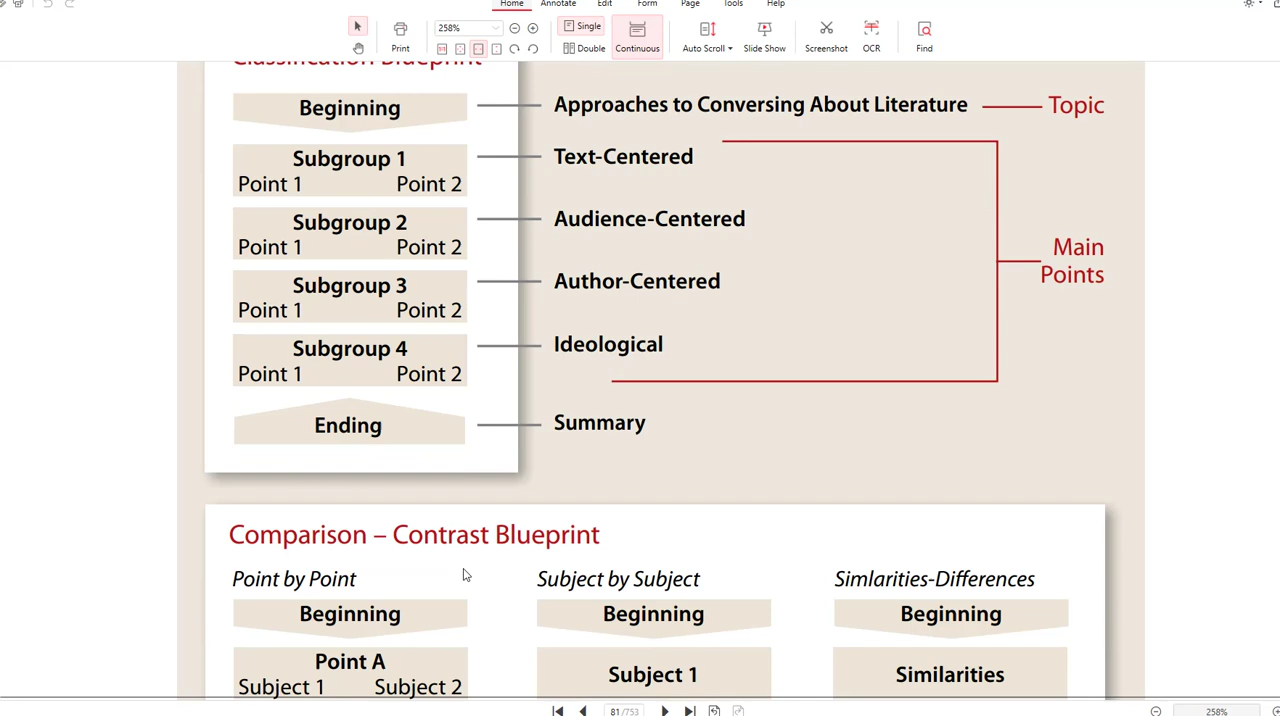 Home Annotate Edit Form Page Tools Help
258%
Single
Print
Double
Continuous
Auto Scroll
Slide Show
Screenshot
OCR
Find
Classification Blueprint
Beginning
Approaches to Conversing About Literature
Topic
Subgroup 1
Point 1 Point 2
Text-Centered
Subgroup 2
Point 1 Point 2
Audience-Centered
Main
Points
Subgroup 3
Point 1 Point 2
Author-Centered
Subgroup 4
Point 1 Point 2
Ideological
Ending
Summary
Comparison – Contrast Blueprint
Point by Point
Subject by Subject
Simlarities-Differences
Beginning
Beginning
Beginning
Point A
Subject 1 Subject 2
Subject 1
Similarities
81 /753
258%